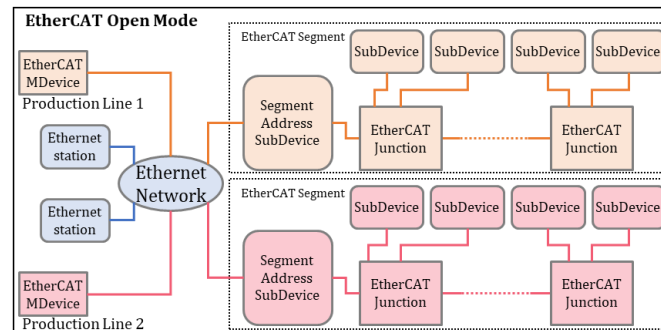 EtherCAT Open Mode
EtherCAT
MDevice
Production Line 1
Ethernet
station
Ethernet
station
Ethernet
Network
EtherCAT
MDevice
Production Line 2
EtherCAT Segment
SubDevice
SubDevice
SubDevice
SubDevice
Segment
Address
SubDevice
EtherCAT
Junction
EtherCAT
Junction
EtherCAT Segment
SubDevice
SubDevice
SubDevice
SubDevice
Segment
Address
SubDevice
EtherCAT
Junction
EtherCAT
Junction